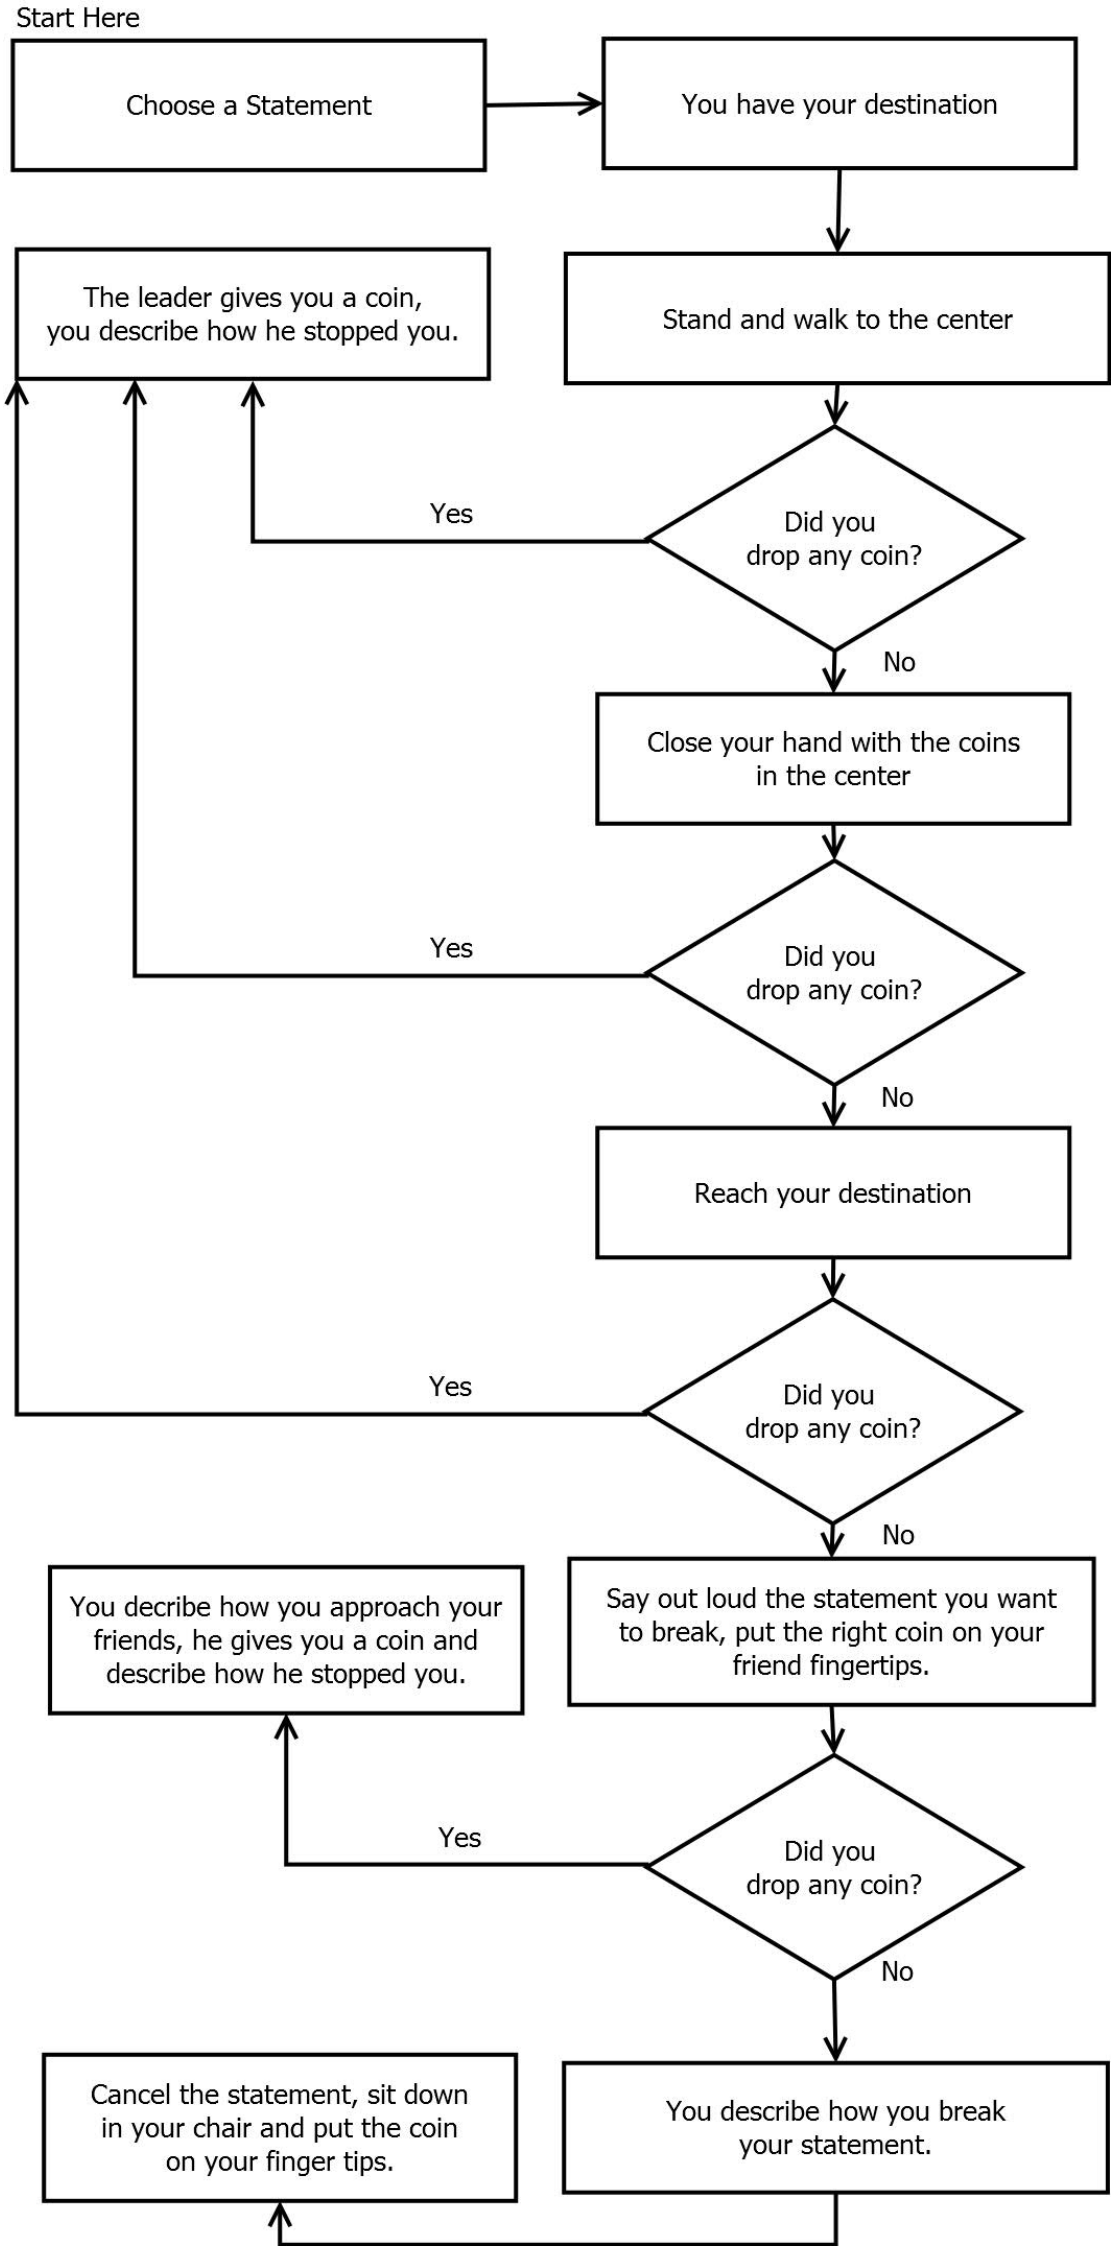 Start Here
Choose a Statement
You have your destination
The leader gives you a coin,
you describe how he stopped you.
Stand and walk to the center
Did you
drop any coin?
Yes
No
Close your hand with the coins
in the center
Did you
drop any coin?
Yes
No
Reach your destination
Did you
drop any coin?
Yes
No
You decribe how you approach your
friends, he gives you a coin and
describe how he stopped you.
Say out loud the statement you want
to break, put the right coin on your
friend fingertips.
Did you
drop any coin?
Yes
No
Cancel the statement, sit down
in your chair and put the coin
on your finger tips.
You describe how you break
your statement.